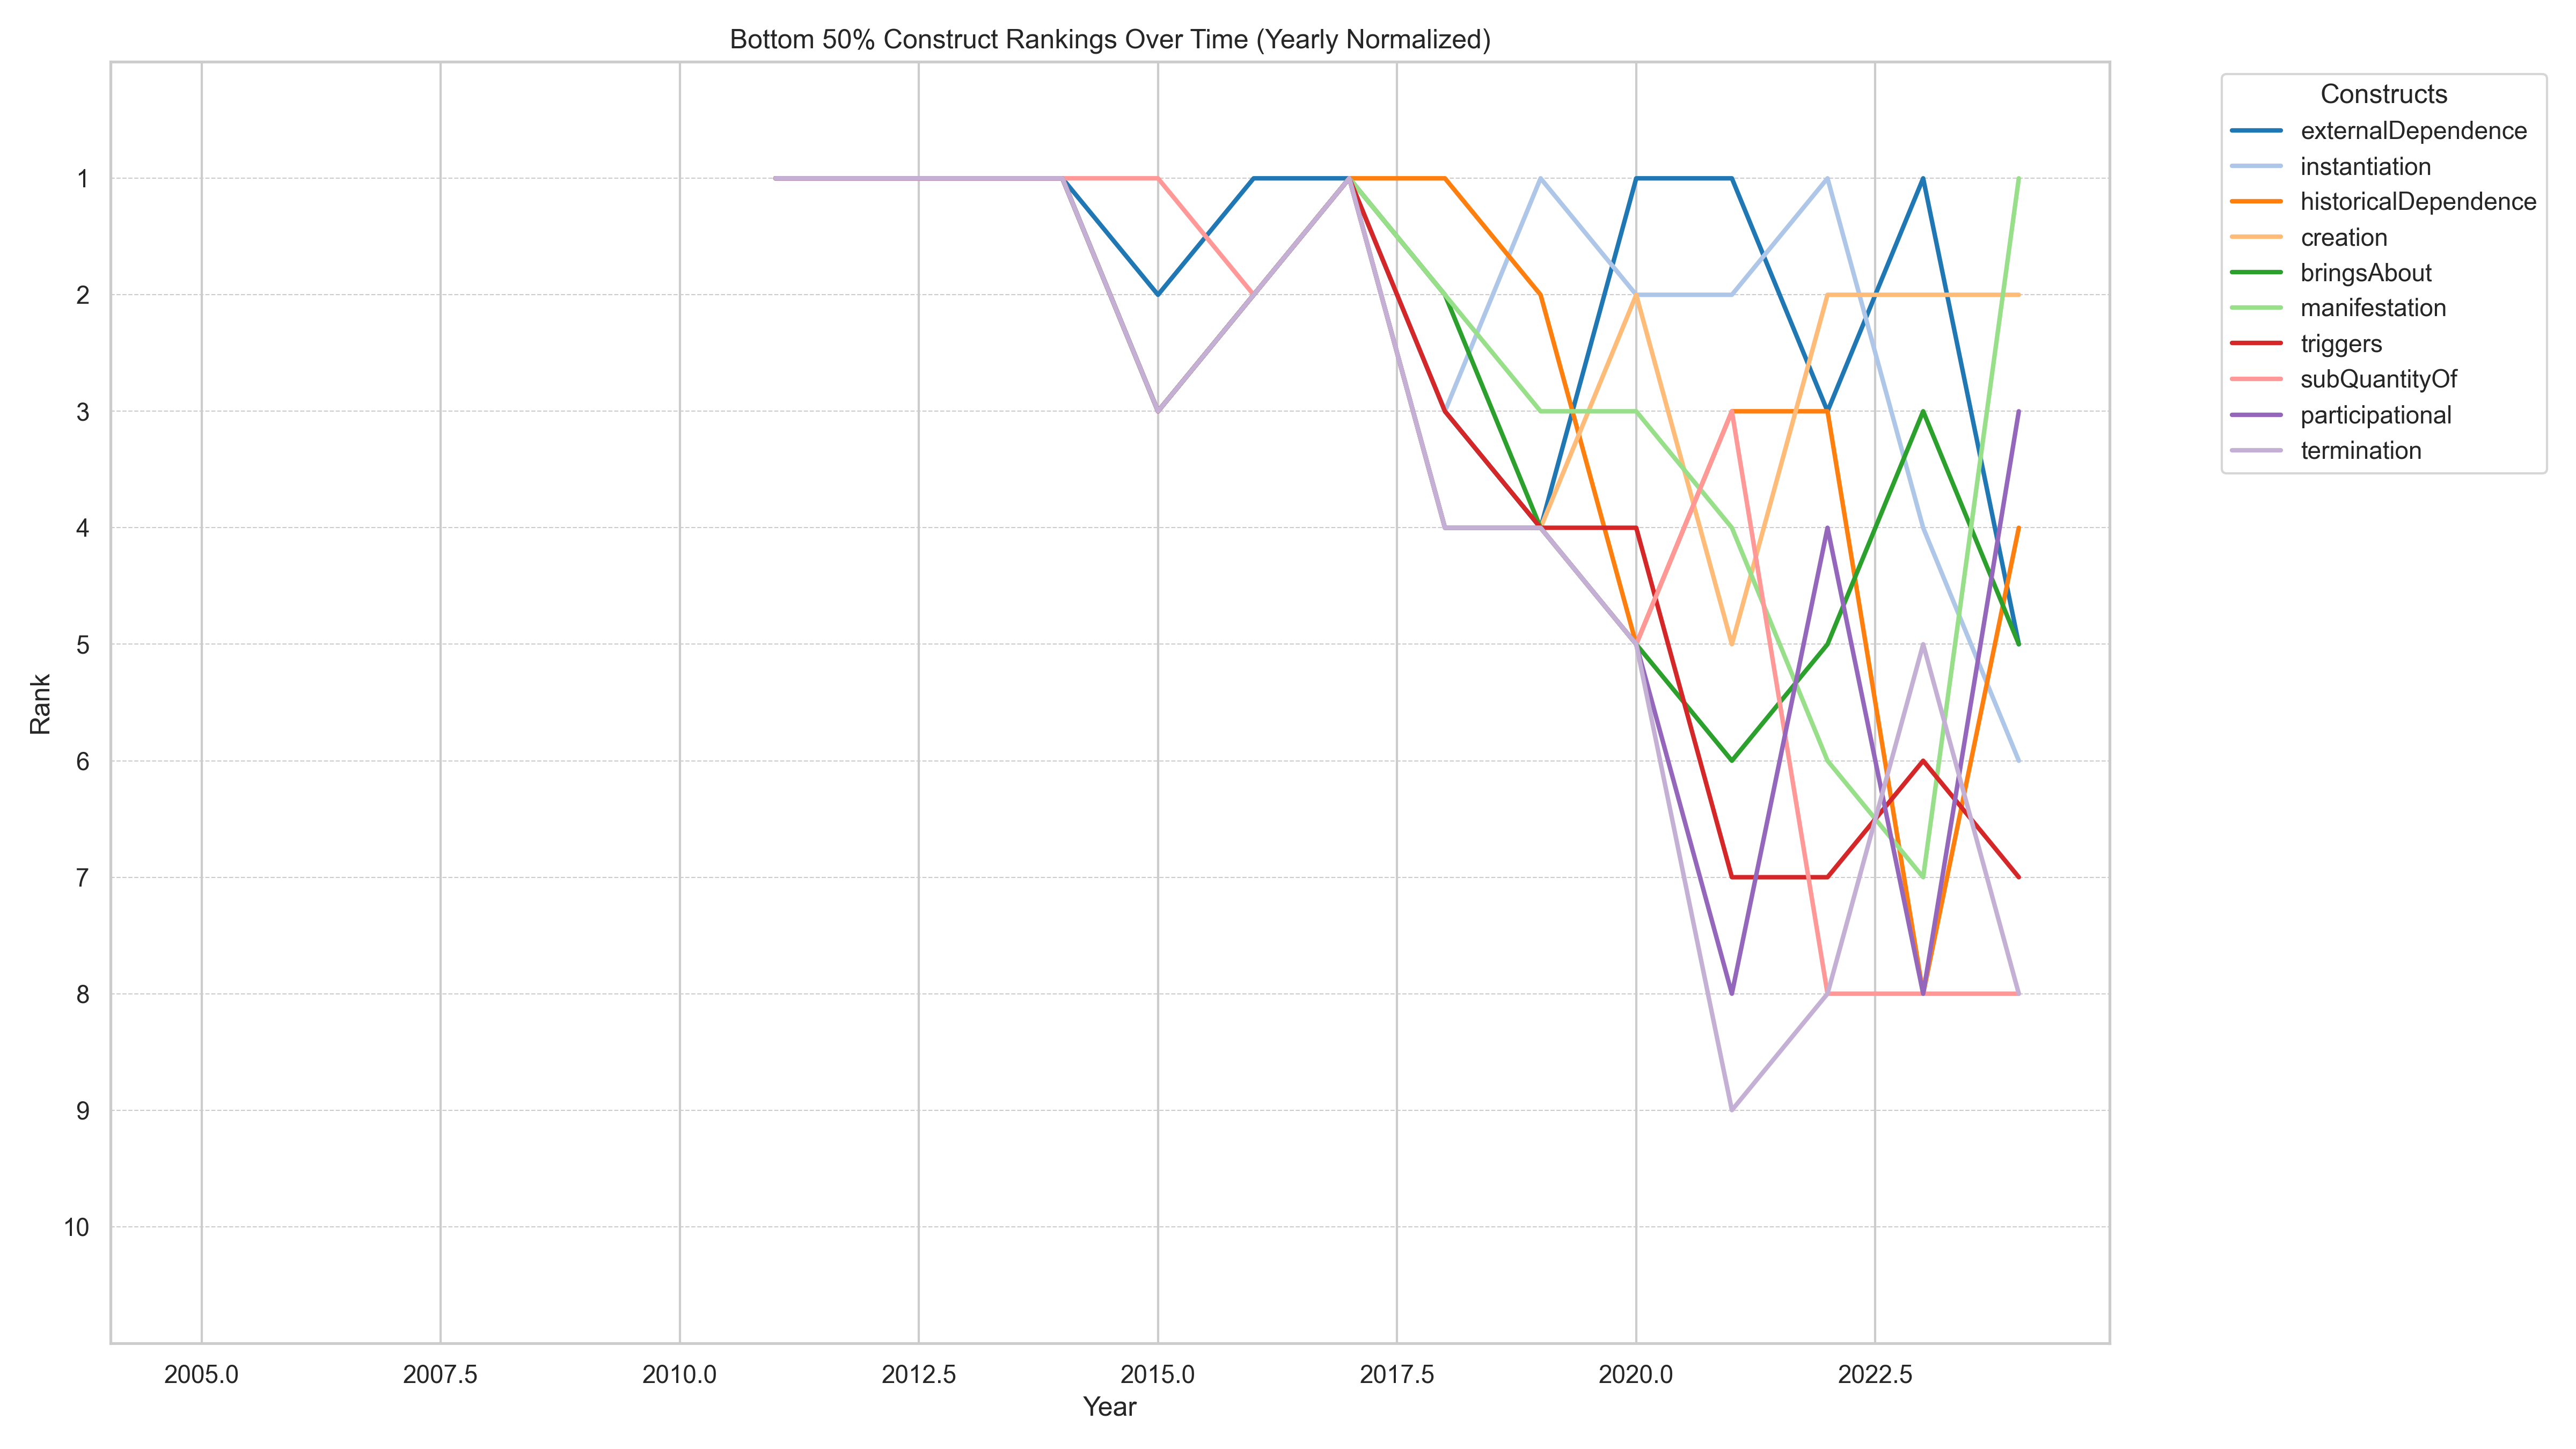 Bottom 50% Construct Rankings Over Time (Yearly Normalized)
Constructs
externalDependence
instantiation
historicalDependence
creation
bringsAbout
manifestation
triggers
subQuantityOf
participational
termination
Rank
1
2
3
4
5
6
7
8
9
10
2005.0 2007.5 2010.0 2012.5 2015.0 2017.5 2020.0 2022.5
Year